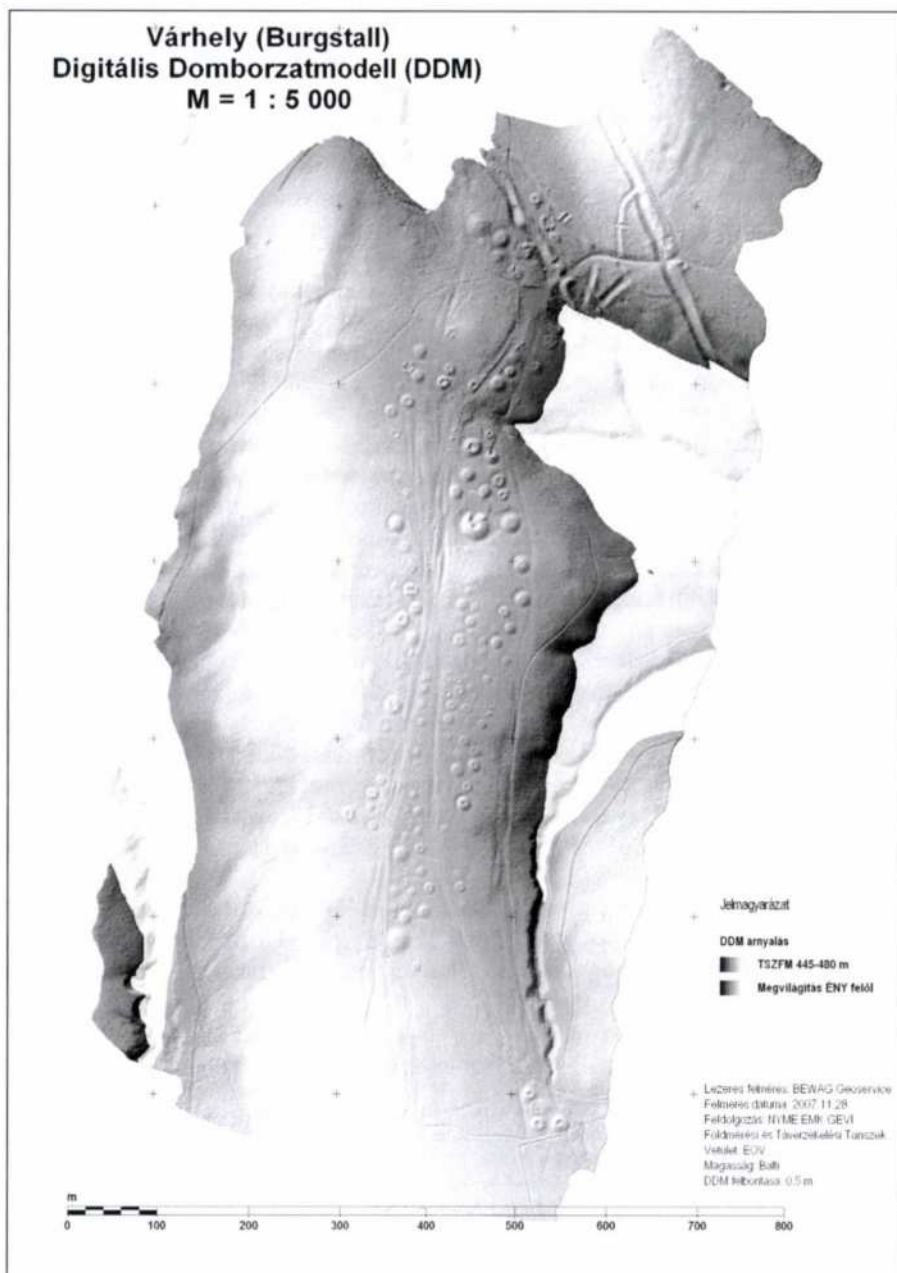 Várhely (Burgstall)
Digitális Domborzatmodell (DDM)
M = 1 : 5 000
Jelmagyarázat
DDM árnyalás
TSZFM 445-480 m
Megvilágítás ÉNY felől
Lézeres felmérés: BEWAG Geoservice
Felmérés dátuma: 2007.11.28.
Feldolgozás: NYME EMK GEVI
Földmérési és Távérzékelési Tanszék
Vetület: EOV
Magasság: Balti
DDM felbontása: 0,5 m
m
0 100 200 300 400 500 600 700 800